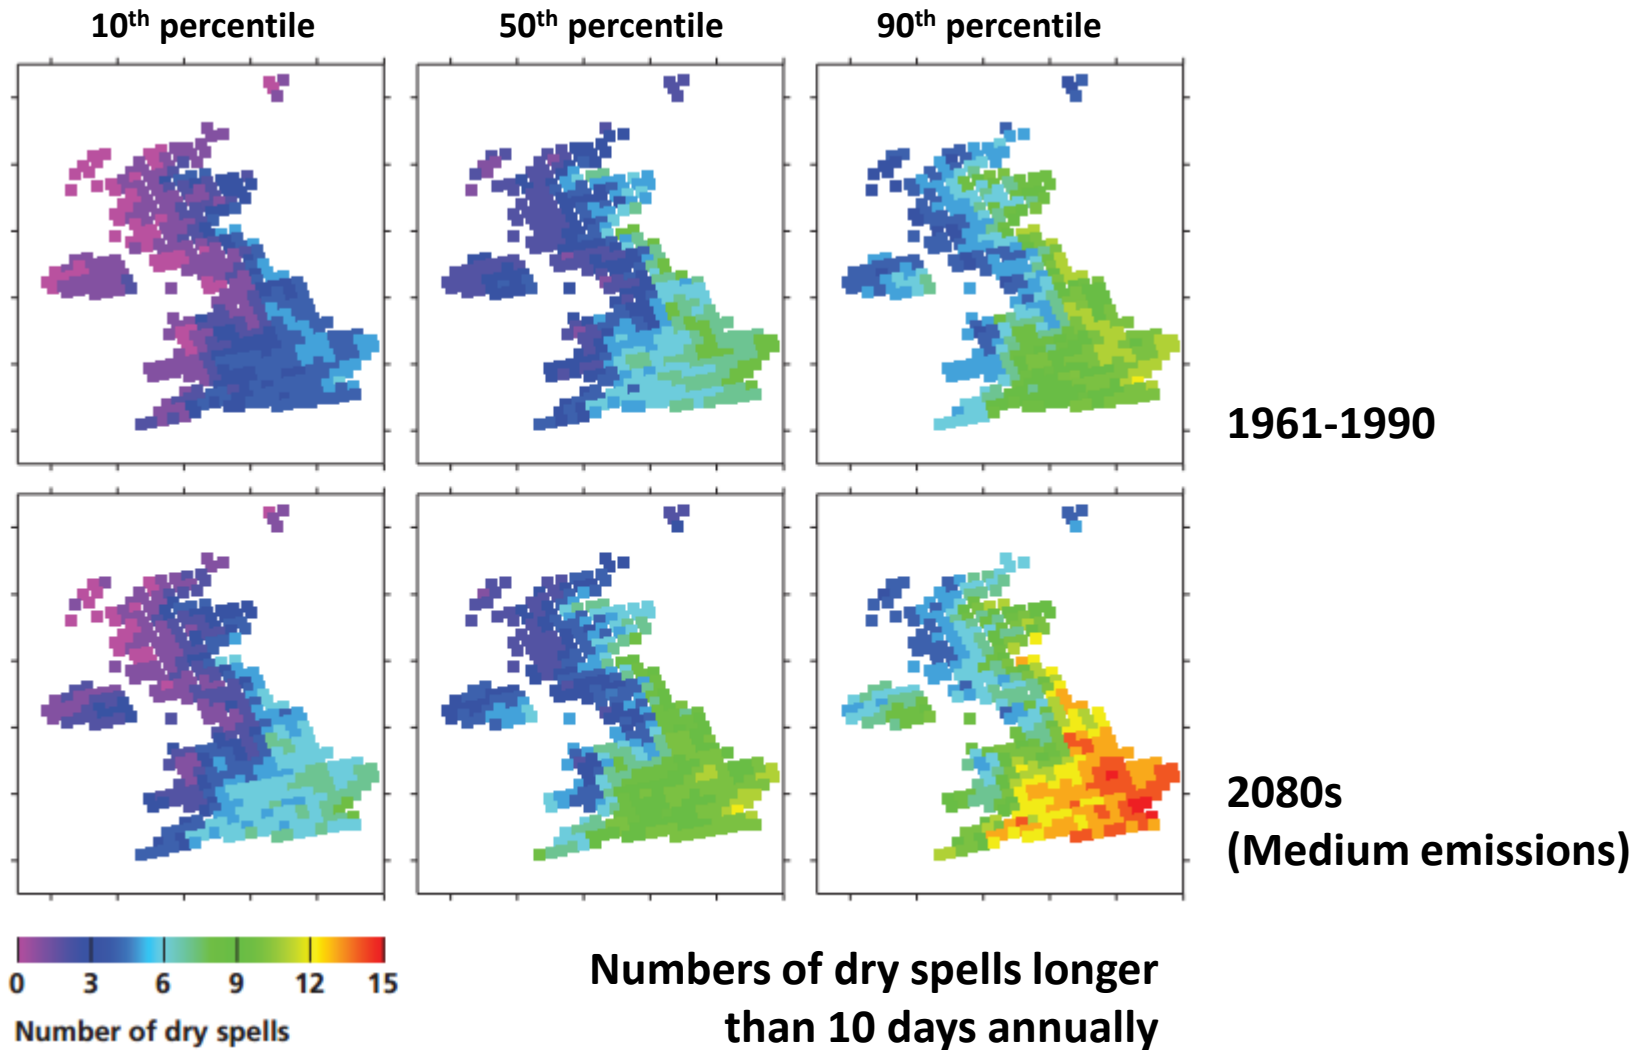 10th percentile
50th percentile
90th percentile
1961-1990
2080s
(Medium emissions)
0 3 6 9 12 15
Number of dry spells
Numbers of dry spells longer
than 10 days annually